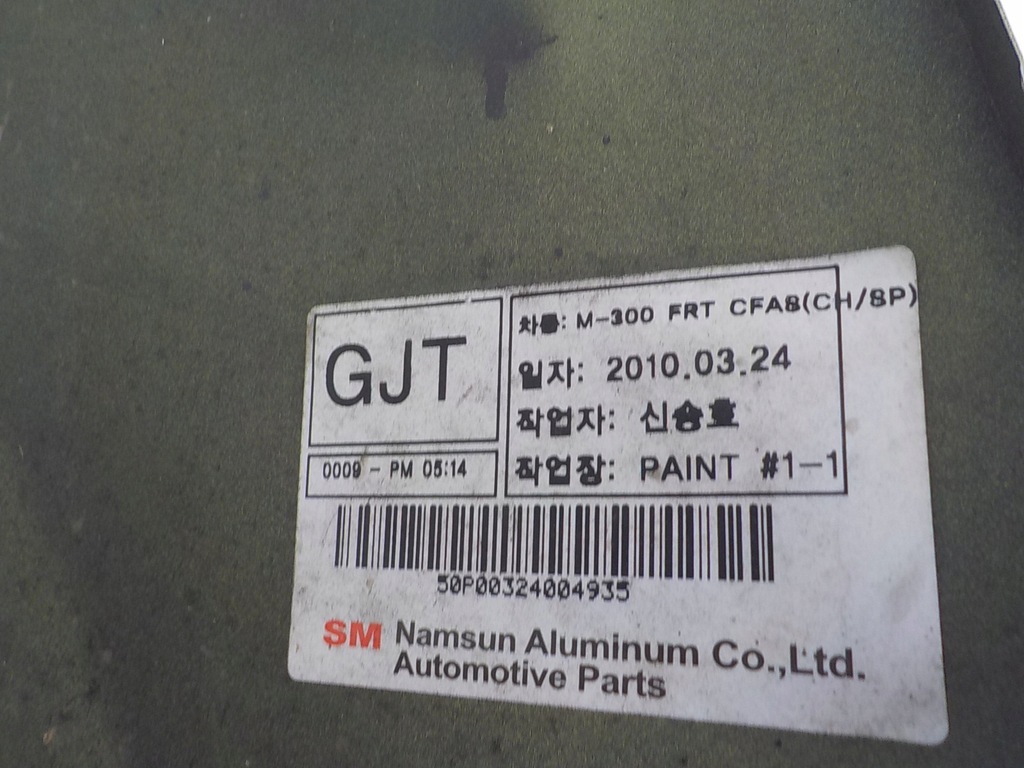 GJT
0009 - PM 05:14
차종: M-300 FRT CFAS(CH/SP)
일자: 2010.03.24
작업자: 신승호
작업장: PAINT #1-1
50P00324004935
SM Namsun Aluminum Co.,Ltd.
Automotive Parts